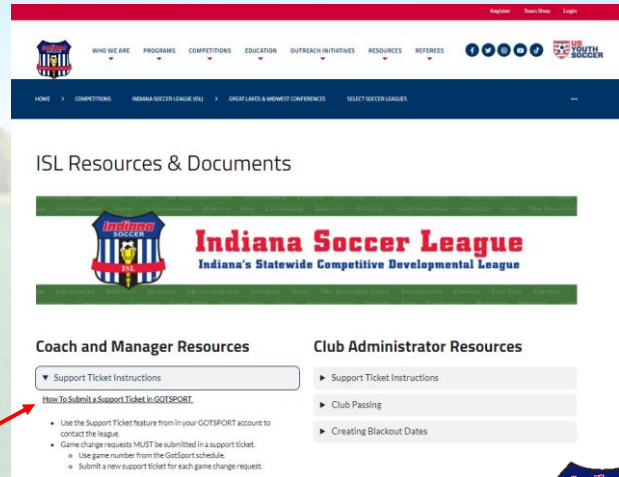 Register Team Shop Login
WHO WE ARE PROGRAMS COMPETITIONS EDUCATION OUTREACH INITIATIVES RESOURCES REFEREES
US
YOUTH
SOCCER
HOME > COMPETITIONS INDIANA SOCCER LEAGUE (ISL) > GREAT LAKES & MIDWEST CONFERENCES SELECT SOCCER LEAGUES
ISL Resources & Documents
Indiana
SOCCER
ISL
Indiana Soccer League
Indiana's Statewide Competitive Developmental League
Coach and Manager Resources
▼ Support Ticket Instructions
How To Submit a Support Ticket in GOTSPORT
• Use the Support Ticket feature from in your GOTSPORT account to
contact the league.
• Game change requests MUST be submitted in a support ticket.
o Use game number from the GotSport schedule.
o Submit a new support ticket for each game change request.
Club Administrator Resources
► Support Ticket Instructions
► Club Passing
► Creating Blackout Dates